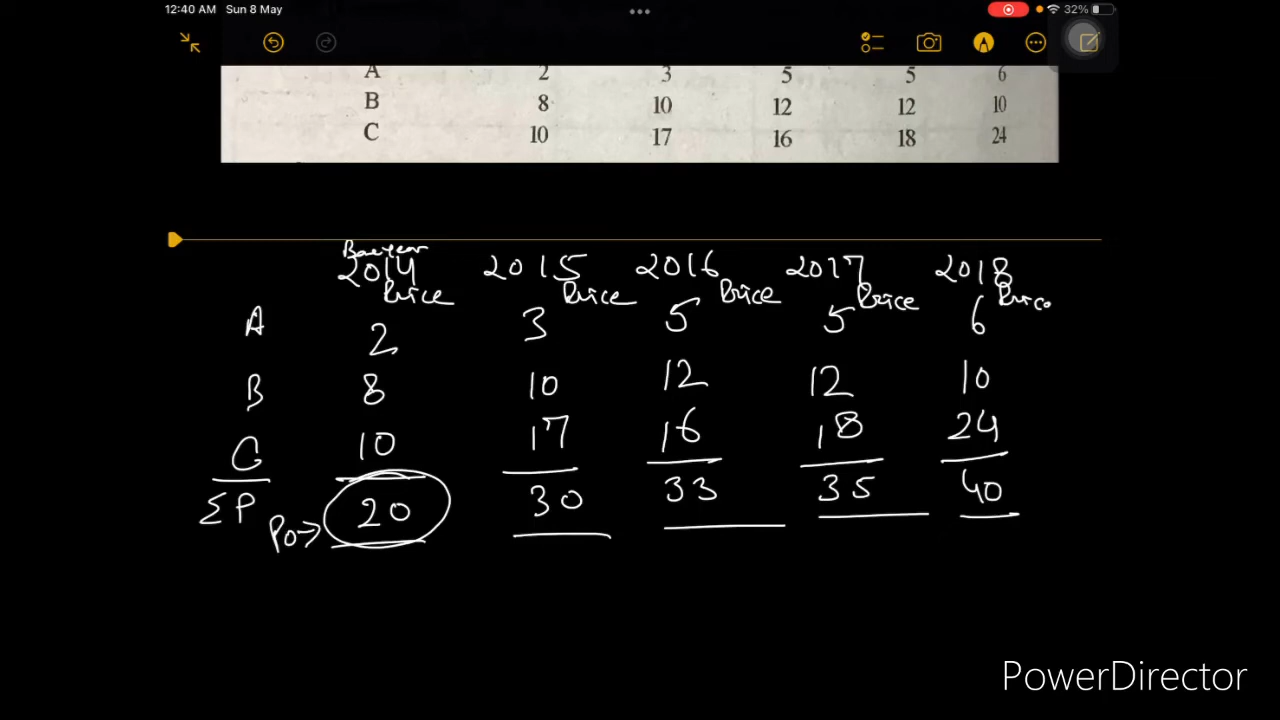 12:40 AM Sun 8 May 32%
A 2 3 5 5 6
B 8 10 12 12 10
C 10 17 16 18 24
Base year
2014 2015 2016 2017 2018
Price Price Price Price Price
A 2 3 5 5 6
B 8 10 12 12 10
C 10 17 16 18 24
ΣP 20 30 33 35 40
Po→
PowerDirector